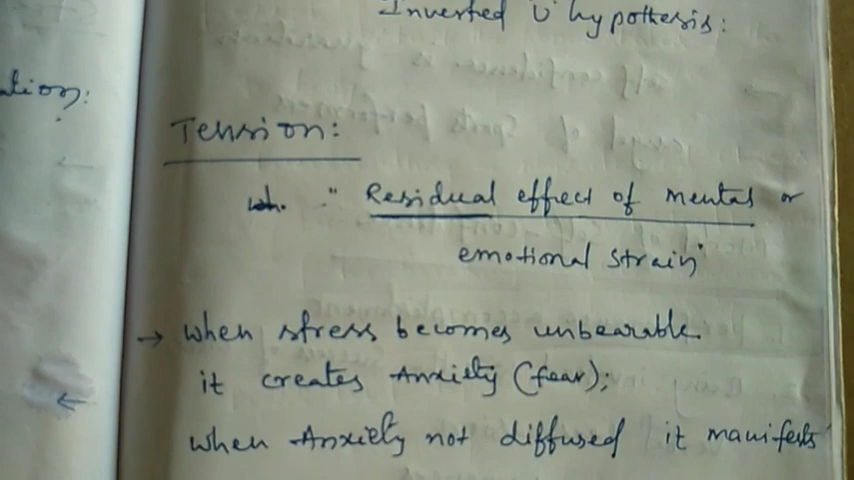 Inverted U hypothesis:
ation:
Tension:
"Residual effect of mental or
emotional strain"
→ when stress becomes unbearable
it creates Anxiety (fear);
when Anxiety not diffused it manifests